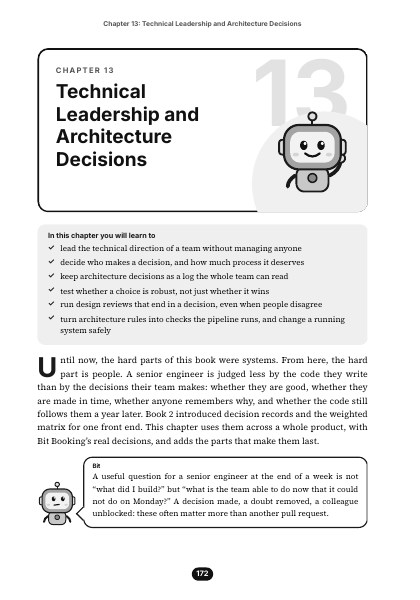 Chapter 13: Technical Leadership and Architecture Decisions
13
CHAPTER 13
Technical
Leadership and
Architecture
Decisions
In this chapter you will learn to
✓ lead the technical direction of a team without managing anyone
✓ decide who makes a decision, and how much process it deserves
✓ keep architecture decisions as a log the whole team can read
✓ test whether a choice is robust, not just whether it wins
✓ run design reviews that end in a decision, even when people disagree
✓ turn architecture rules into checks the pipeline runs, and change a running
system safely
Until now, the hard parts of this book were systems. From here, the hard
part is people. A senior engineer is judged less by the code they write
than by the decisions their team makes: whether they are good, whether they
are made in time, whether anyone remembers why, and whether the code still
follows them a year later. Book 2 introduced decision records and the weighted
matrix for one front end. This chapter uses them across a whole product, with
Bit Booking’s real decisions, and adds the parts that make them last.
Bit
A useful question for a senior engineer at the end of a week is not
“what did I build?” but “what is the team able to do now that it could
not do on Monday?” A decision made, a doubt removed, a colleague
unblocked: these often matter more than another pull request.
172